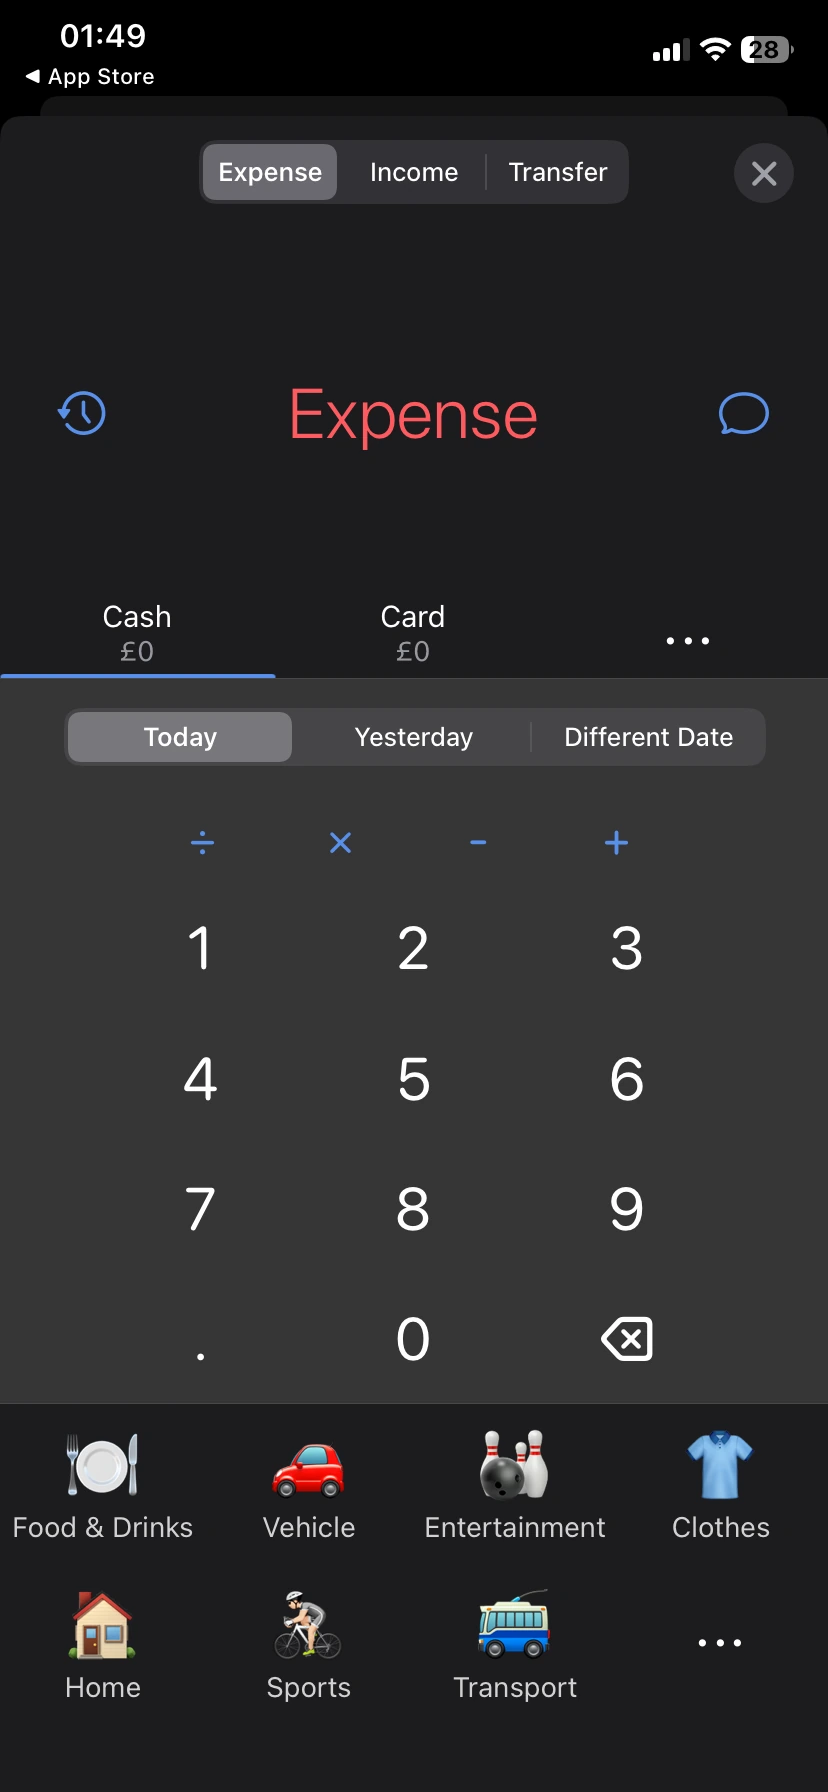 01:49
28
◀ App Store
Expense Income Transfer
Expense
Cash Card
£0 £0
...
Today Yesterday Different Date
÷ × - +
1 2 3
4 5 6
7 8 9
. 0
Food & Drinks Vehicle Entertainment Clothes
...
Home Sports Transport